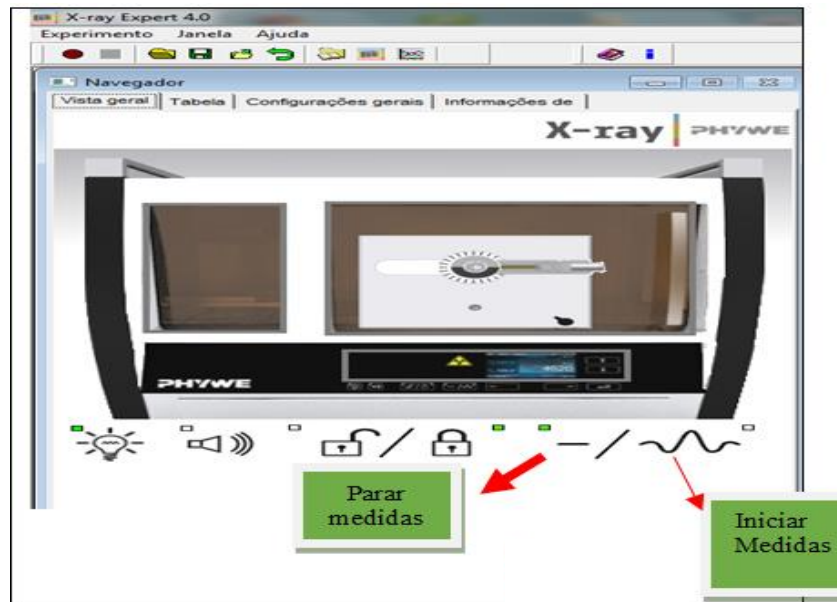 X-ray Expert 4.0
Experimento Janela Ajuda
Navegador
Vista geral Tabela Configurações gerais Informações de
X-ray PHYWE
PHYWE
Parar
medidas
Iniciar
Medidas